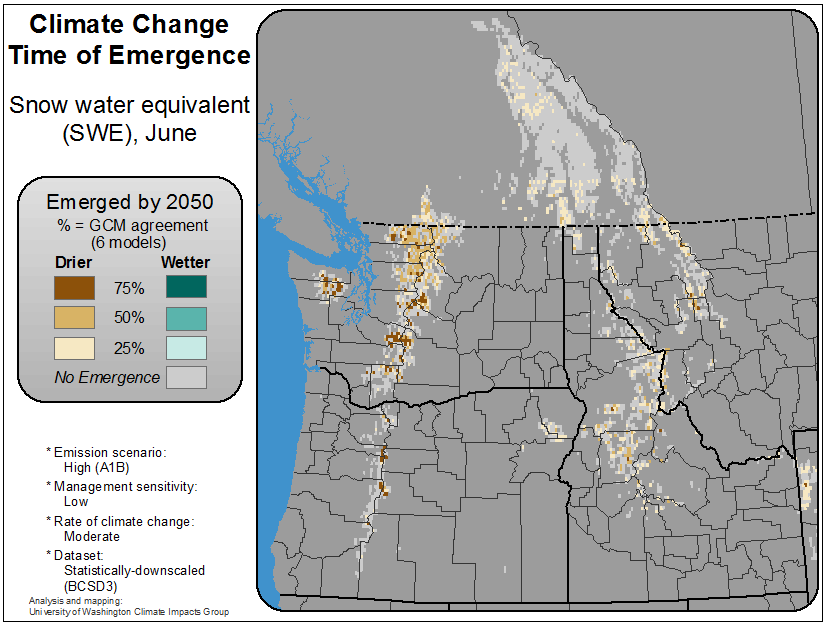 Climate Change
Time of Emergence
Snow water equivalent
(SWE), June
Emerged by 2050
% = GCM agreement
(6 models)
Drier Wetter
75%
50%
25%
No Emergence
* Emission scenario:
High (A1B)
* Management sensitivity:
Low
* Rate of climate change:
Moderate
* Dataset:
Statistically-downscaled
(BCSD3)
Analysis and mapping:
University of Washington Climate Impacts Group